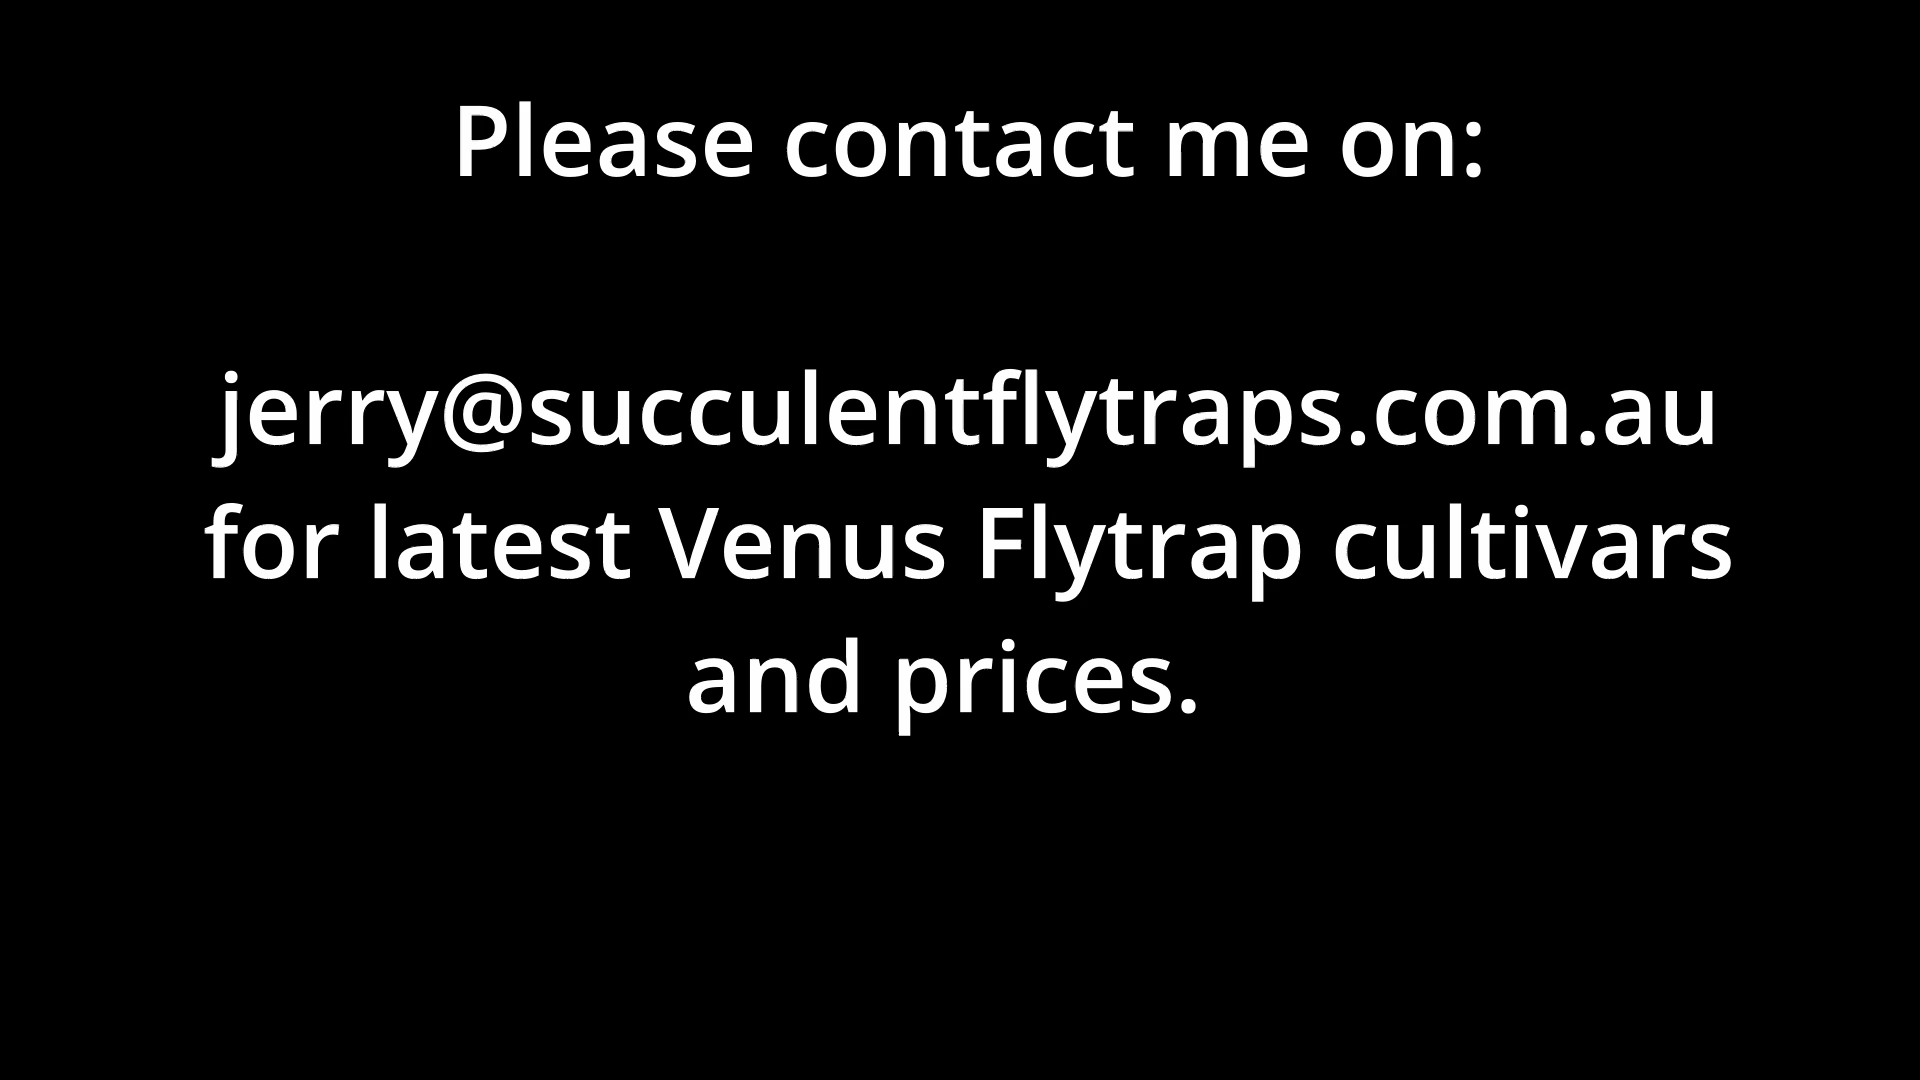 Please contact me on:
jerry@succulentflytraps.com.au
for latest Venus Flytrap cultivars
and prices.